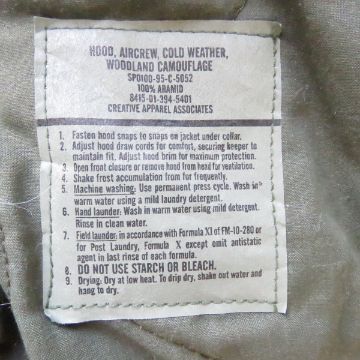 HOOD, AIRCREW, COLD WEATHER,
WOODLAND CAMOUFLAGE
SPO100-95-C-5052
100% ARAMID
8415-01-394-5401
CREATIVE APPAREL ASSOCIATES
1. Fasten hood snaps to snaps on jacket under collar.
2. Adjust hood draw cords for comfort, securing keeper to
maintain fit. Adjust hood brim for maximum protection.
3. Open front closure or remove hood from head for ventilation.
4. Shake frost accumulation from fur frequently.
5. Machine washing: Use permanent press cycle. Wash in
warm water using a mild laundry detergent.
6. Hand launder: Wash in warm water using mild detergent.
Rinse in clean water.
7. Field launder: in accordance with Formula XI of FM-10-280 or
for Post Laundry, Formula X except omit antistatic
agent in last rinse of each formula.
8. DO NOT USE STARCH OR BLEACH.
9. Drying: Dry at low heat. To drip dry, shake out water and
hang to dry.